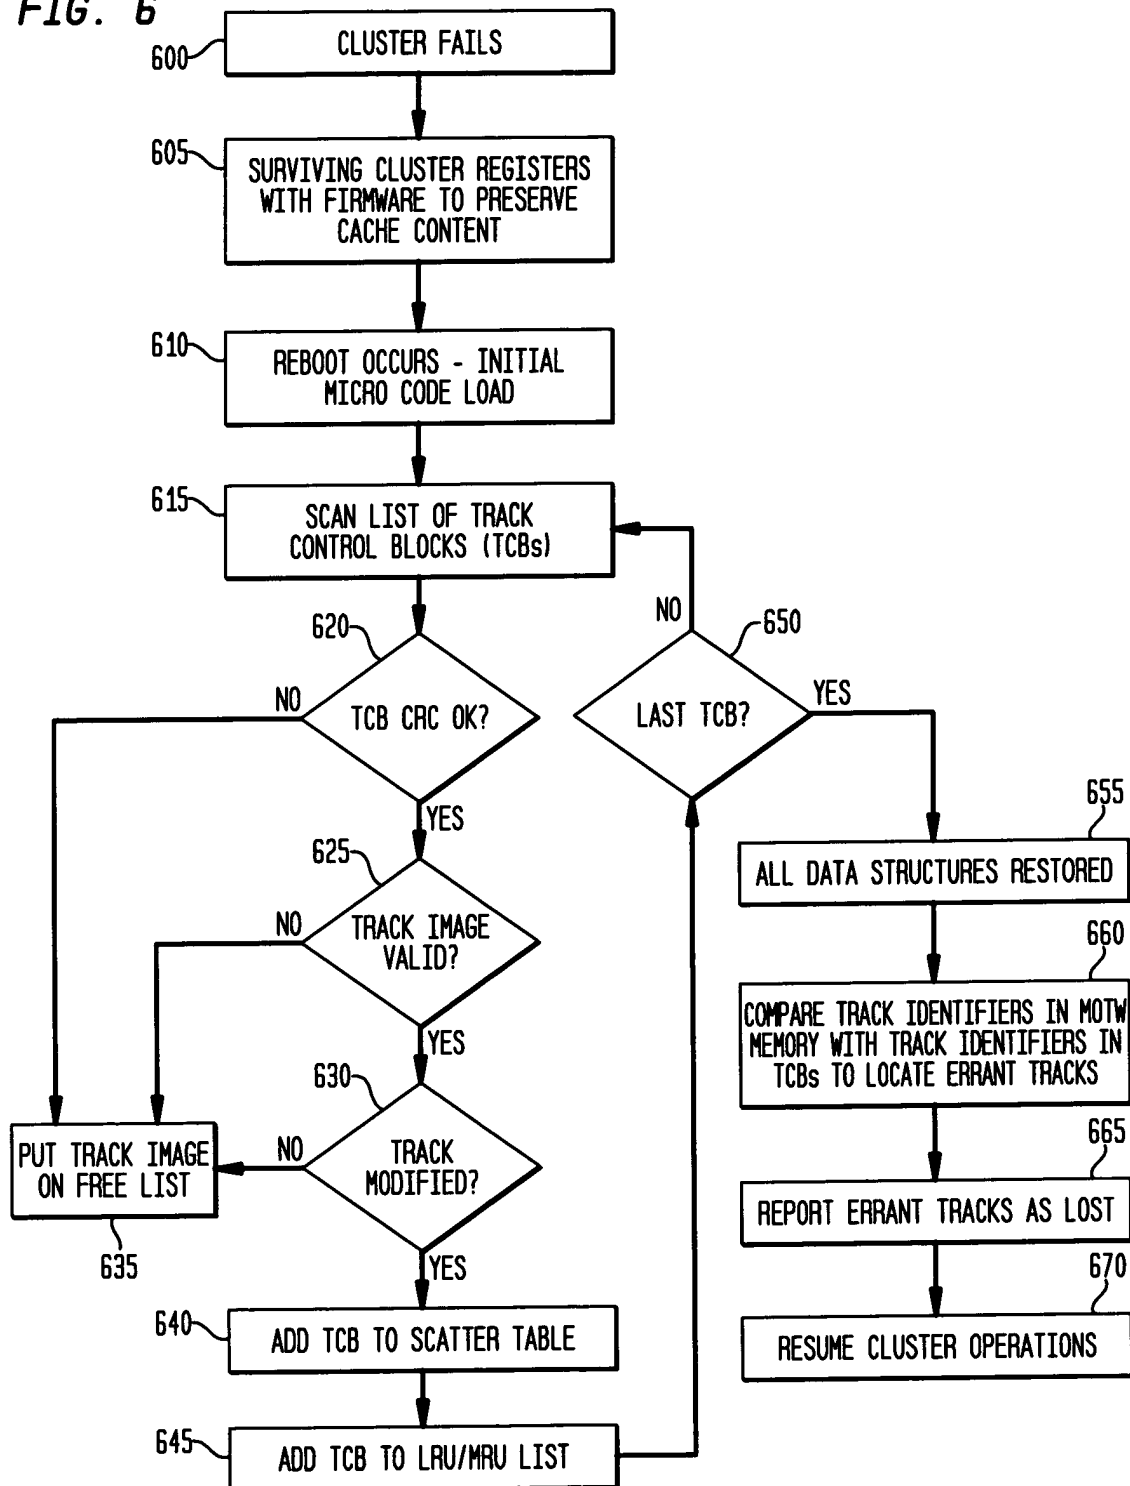 FIG. 6
600
CLUSTER FAILS
605
SURVIVING CLUSTER REGISTERS
WITH FIRMWARE TO PRESERVE
CACHE CONTENT
610
REBOOT OCCURS - INITIAL
MICRO CODE LOAD
615
SCAN LIST OF TRACK
CONTROL BLOCKS (TCBs)
620
NO
TCB CRC OK?
YES
625
NO
TRACK IMAGE
VALID?
YES
630
NO
TRACK
MODIFIED?
YES
PUT TRACK IMAGE
ON FREE LIST
635
640
ADD TCB TO SCATTER TABLE
645
ADD TCB TO LRU/MRU LIST
NO
650
LAST TCB?
YES
655
ALL DATA STRUCTURES RESTORED
660
COMPARE TRACK IDENTIFIERS IN MOTW
MEMORY WITH TRACK IDENTIFIERS IN
TCBs TO LOCATE ERRANT TRACKS
665
REPORT ERRANT TRACKS AS LOST
670
RESUME CLUSTER OPERATIONS